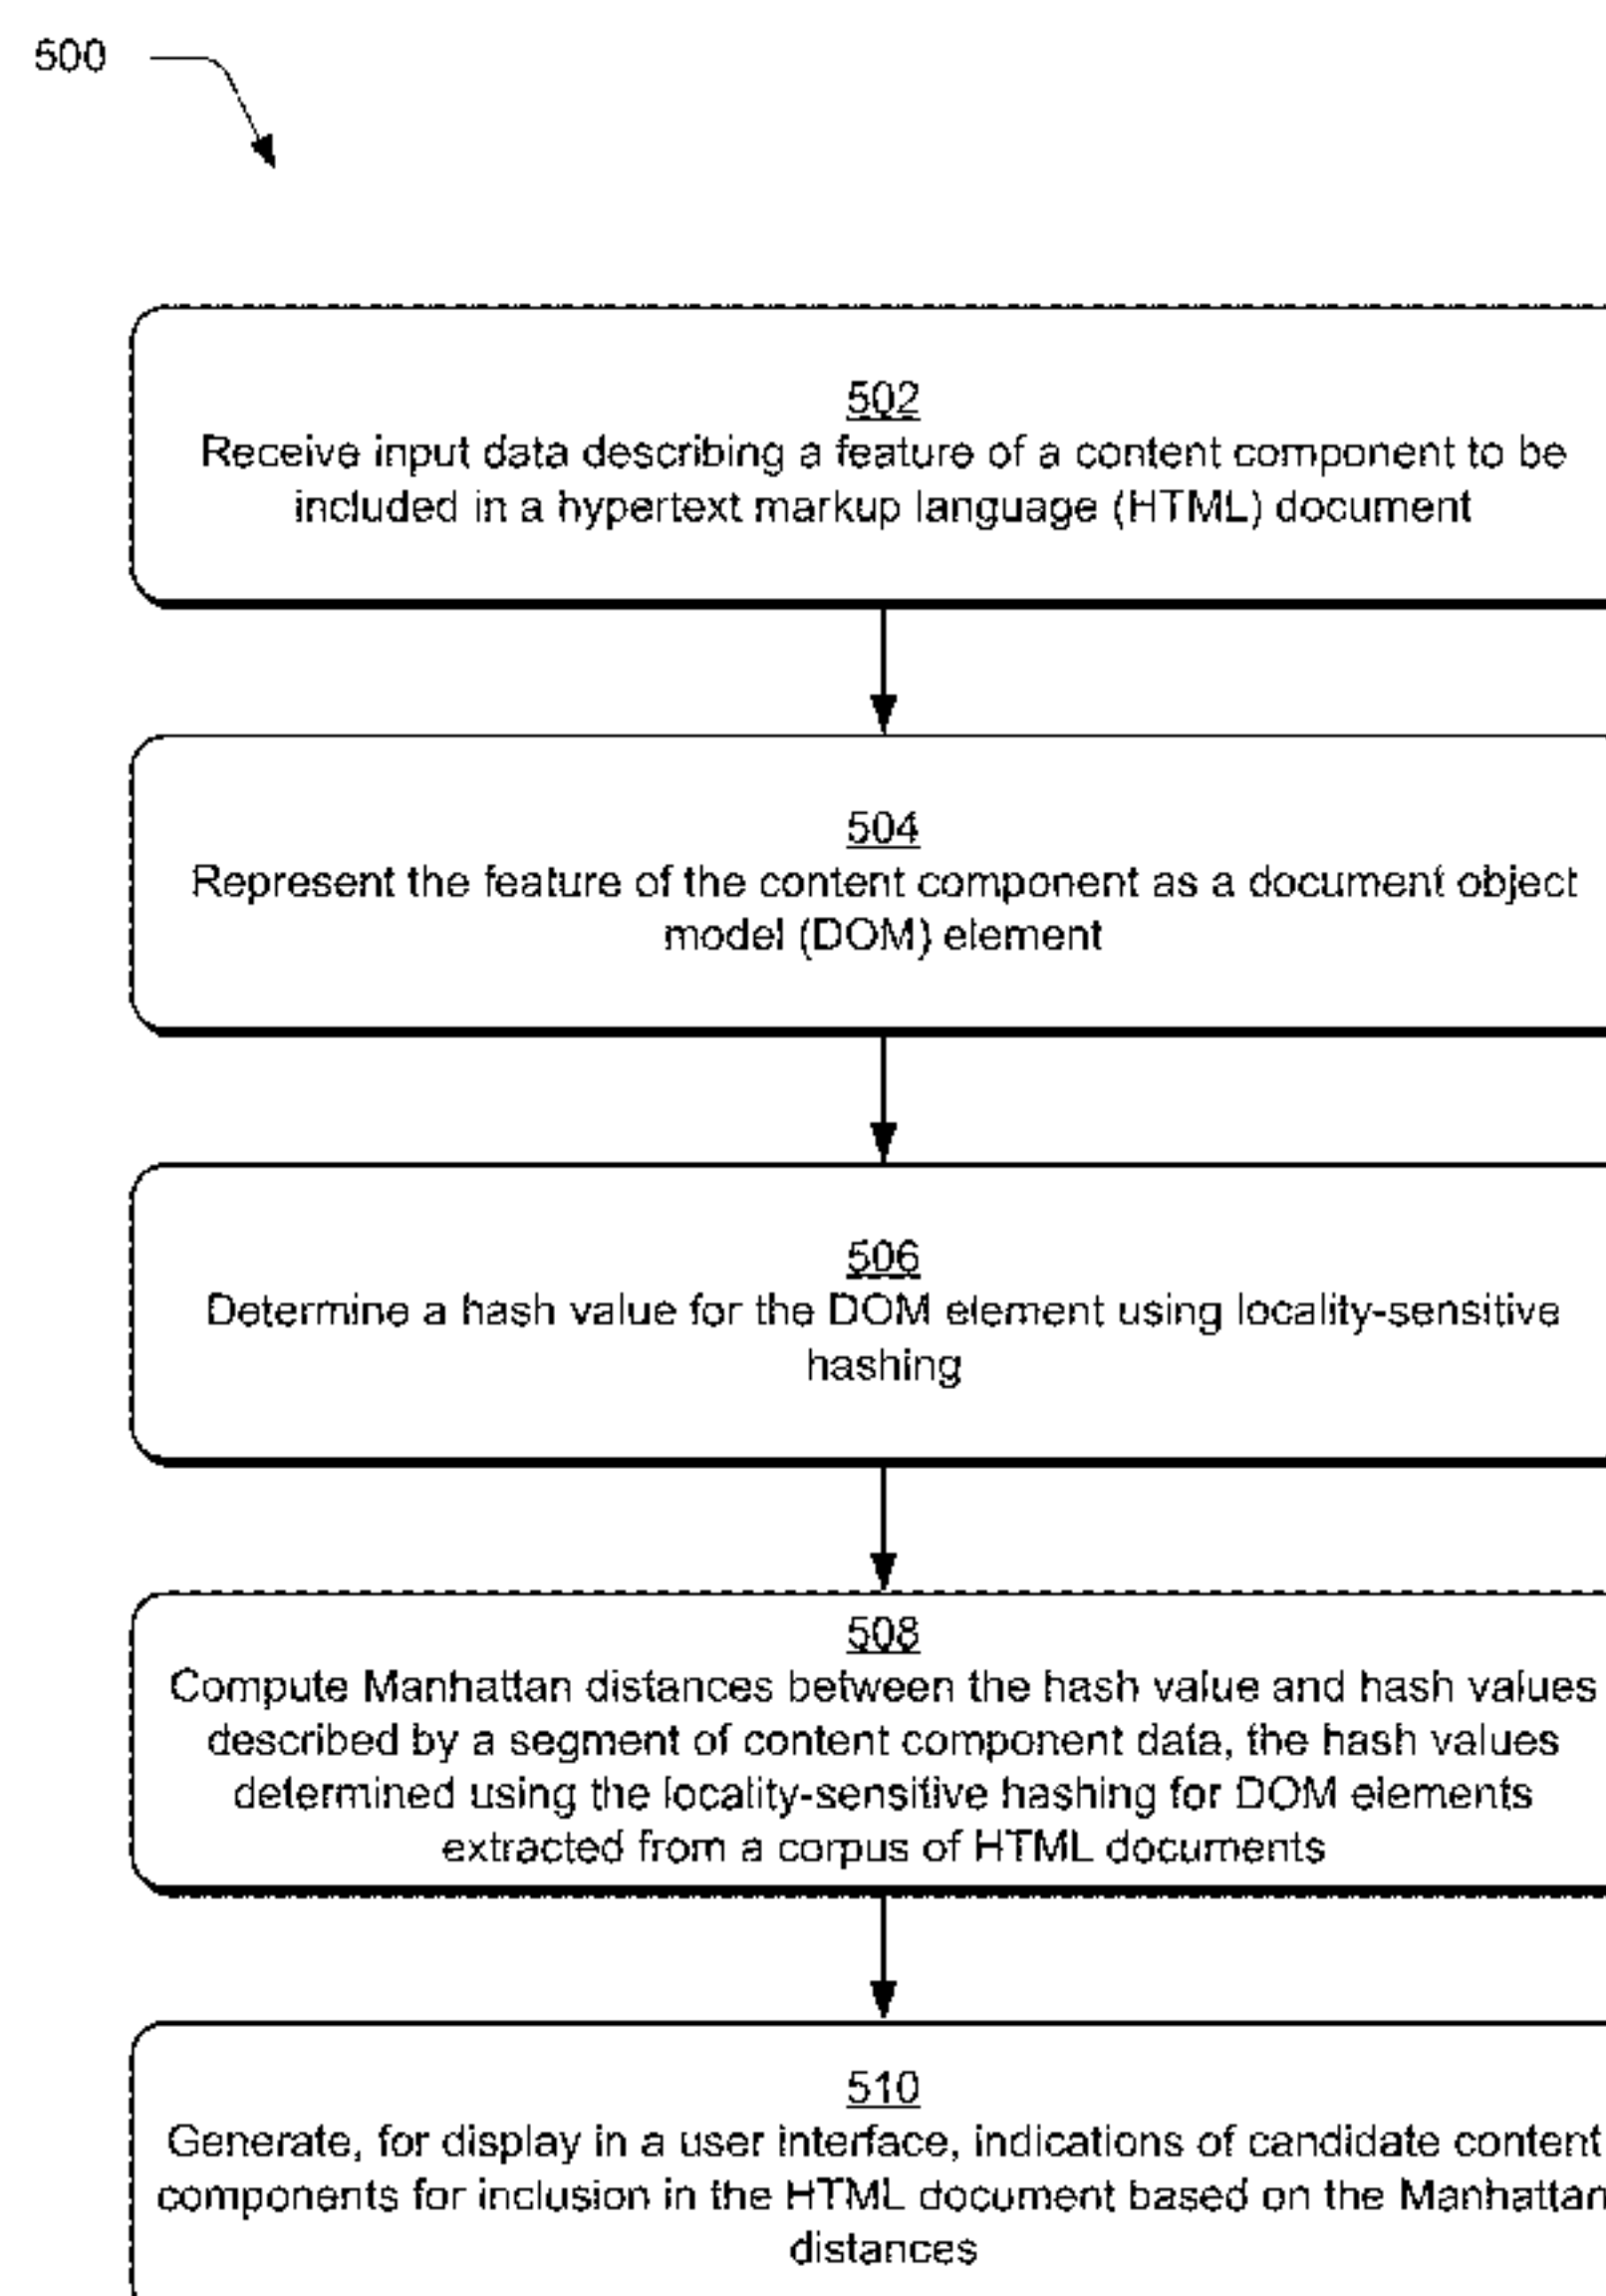 500
502
Receive input data describing a feature of a content component to be
included in a hypertext markup language (HTML) document
504
Represent the feature of the content component as a document object
model (DOM) element
506
Determine a hash value for the DOM element using locality-sensitive
hashing
508
Compute Manhattan distances between the hash value and hash values
described by a segment of content component data, the hash values
determined using the locality-sensitive hashing for DOM elements
extracted from a corpus of HTML documents
510
Generate, for display in a user interface, indications of candidate content
components for inclusion in the HTML document based on the Manhattan
distances